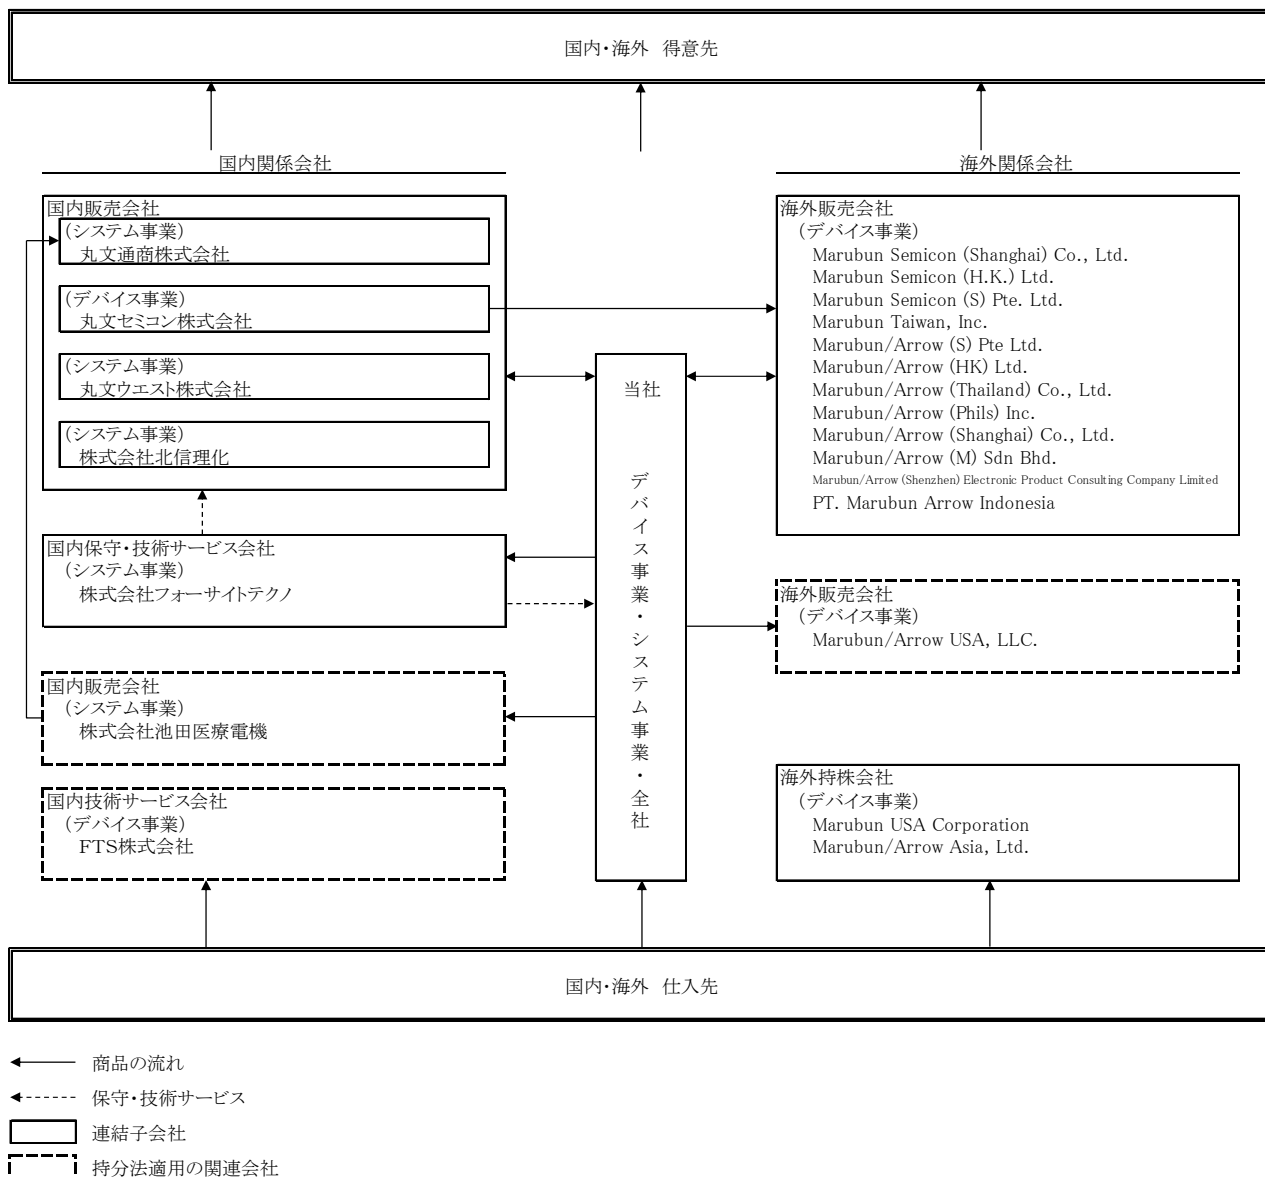 国内・海外　得意先
国内関係会社
海外関係会社
国内販売会社
（システム事業）
丸文通商株式会社
（デバイス事業）
丸文セミコン株式会社
（システム事業）
丸文ウエスト株式会社
（システム事業）
株式会社北信理化
国内保守・技術サービス会社
（システム事業）
株式会社フォーサイトテクノ
国内販売会社
（システム事業）
株式会社池田医療電機
国内技術サービス会社
（デバイス事業）
FTS株式会社
当社
デバイス事業・システム事業・全社
海外販売会社
（デバイス事業）
Marubun Semicon (Shanghai) Co., Ltd.
Marubun Semicon (H.K.) Ltd.
Marubun Semicon (S) Pte. Ltd.
Marubun Taiwan, Inc.
Marubun/Arrow (S) Pte Ltd.
Marubun/Arrow (HK) Ltd.
Marubun/Arrow (Thailand) Co., Ltd.
Marubun/Arrow (Phils) Inc.
Marubun/Arrow (Shanghai) Co., Ltd.
Marubun/Arrow (M) Sdn Bhd.
Marubun/Arrow (Shenzhen) Electronic Product Consulting Company Limited
PT. Marubun Arrow Indonesia
海外販売会社
（デバイス事業）
Marubun/Arrow USA, LLC.
海外持株会社
（デバイス事業）
Marubun USA Corporation
Marubun/Arrow Asia, Ltd.
国内・海外　仕入先
商品の流れ
保守・技術サービス
連結子会社
持分法適用の関連会社